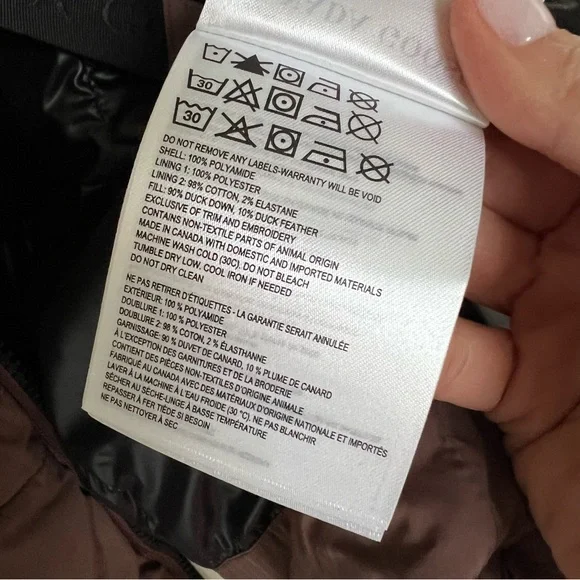 30
30
DO NOT REMOVE ANY LABELS-WARRANTY WILL BE VOID
SHELL: 100% POLYAMIDE
LINING 1: 100% POLYESTER
LINING 2: 98% COTTON, 2% ELASTANE
FILL: 90% DUCK DOWN, 10% DUCK FEATHER
EXCLUSIVE OF TRIM AND EMBROIDERY
CONTAINS NON-TEXTILE PARTS OF ANIMAL ORIGIN
MADE IN CANADA WITH DOMESTIC AND IMPORTED MATERIALS
MACHINE WASH COLD (30C). DO NOT BLEACH
TUMBLE DRY LOW. COOL IRON IF NEEDED
DO NOT DRY CLEAN
NE PAS RETIRER D'ÉTIQUETTES - LA GARANTIE SERAIT ANNULÉE
EXTÉRIEUR: 100 % POLYAMIDE
DOUBLURE 1: 100 % POLYESTER
DOUBLURE 2: 98 % COTON, 2 % ÉLASTHANNE
GARNISSAGE: 90 % DUVET DE CANARD, 10 % PLUME DE CANARD
À L'EXCEPTION DES GARNITURES ET DE LA BRODERIE
CONTIENT DES PIÈCES NON-TEXTILES D'ORIGINE ANIMALE
FABRIQUÉ AU CANADA AVEC DES MATÉRIAUX D'ORIGINE NATIONALE ET IMPORTÉS
LAVER À LA MACHINE À L'EAU FROIDE (30 °C). NE PAS BLANCHIR
SÉCHER AU SÈCHE-LINGE À BASSE TEMPÉRATURE
REPASSER À FER TIÈDE SI BESOIN
NE PAS NETTOYER À SEC